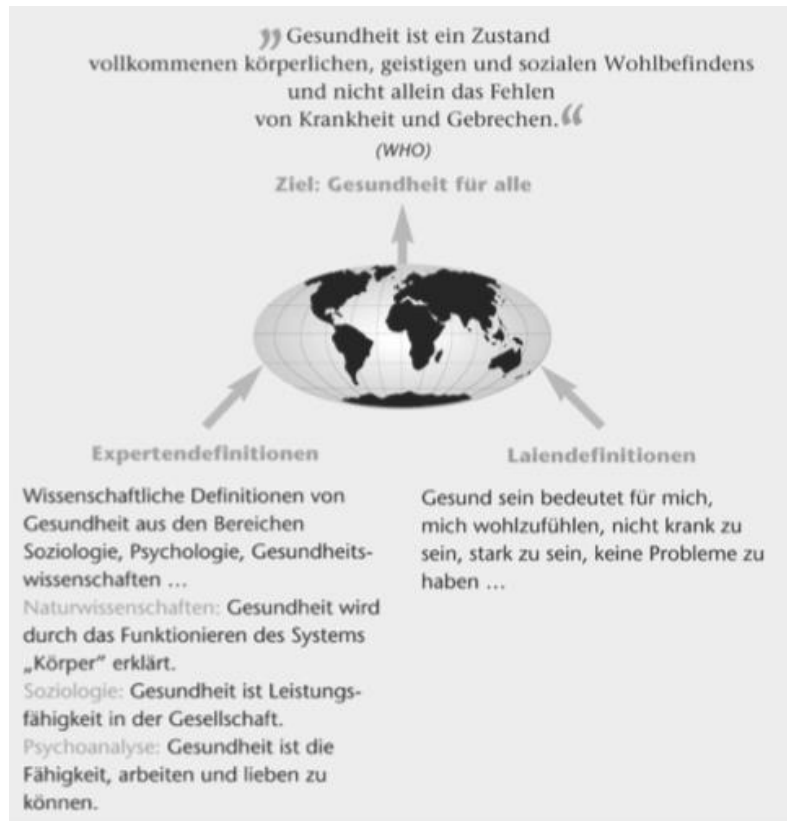 „Gesundheit ist ein Zustand
vollkommenen körperlichen, geistigen und sozialen Wohlbefindens
und nicht allein das Fehlen
von Krankheit und Gebrechen.“
(WHO)
Ziel: Gesundheit für alle
Expertendefinitionen
Wissenschaftliche Definitionen von
Gesundheit aus den Bereichen
Soziologie, Psychologie, Gesundheits-
wissenschaften ...
Naturwissenschaften: Gesundheit wird
durch das Funktionieren des Systems
„Körper“ erklärt.
Soziologie: Gesundheit ist Leistungs-
fähigkeit in der Gesellschaft.
Psychoanalyse: Gesundheit ist die
Fähigkeit, arbeiten und lieben zu
können.
Laiendefinitionen
Gesund sein bedeutet für mich,
mich wohlzufühlen, nicht krank zu
sein, stark zu sein, keine Probleme zu
haben ...